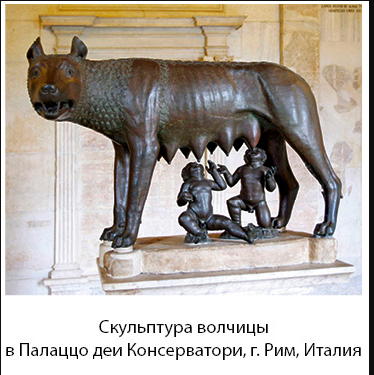 Скульптура волчицы
в Палаццо деи Консерватори, г. Рим, Италия